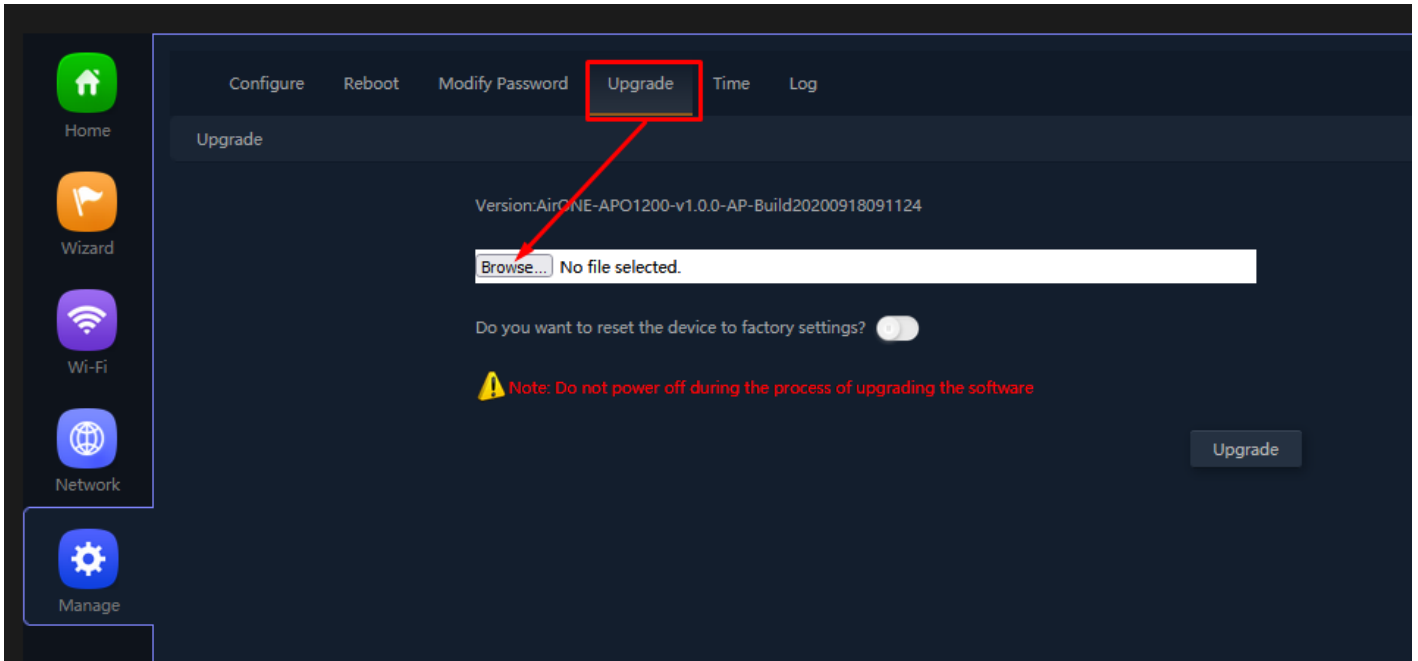 Configure Reboot Modify Password Upgrade Time Log
Home
Upgrade
Version:AirONE-APO1200-v1.0.0-AP-Build20200918091124
Wizard
Browse... No file selected.
Do you want to reset the device to factory settings?
Wi-Fi
Note: Do not power off during the process of upgrading the software
Upgrade
Network
Manage